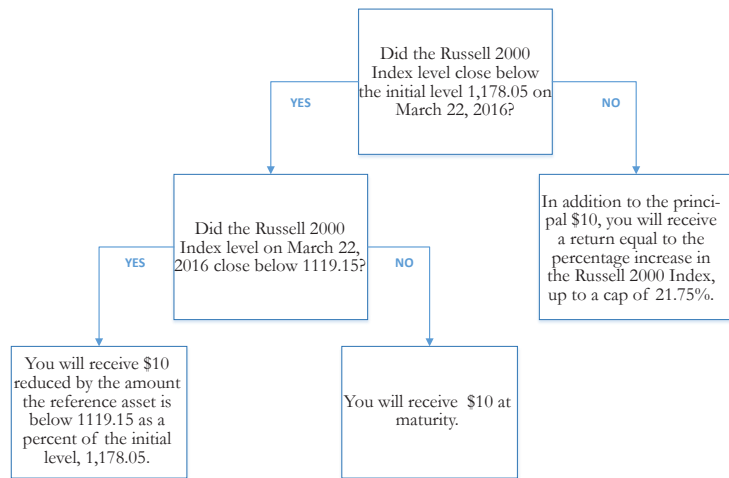 Did the Russell 2000
Index level close below
the initial level 1,178.05 on
March 22, 2016?
YES
NO
Did the Russell 2000
Index level on March 22,
2016 close below 1119.15?
In addition to the princi-
pal $10, you will receive
a return equal to the
percentage increase in
the Russell 2000 Index,
up to a cap of 21.75%.
YES
NO
You will receive $10
reduced by the amount
the reference asset is
below 1119.15 as a
percent of the initial
level, 1,178.05.
You will receive $10 at
maturity.